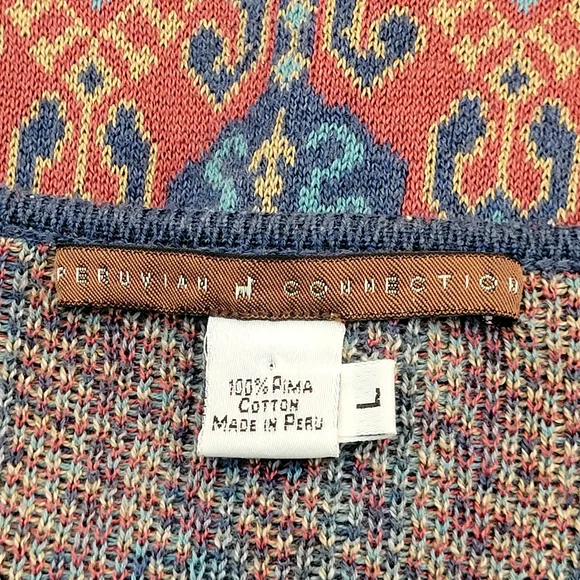 PERUVIAN CONNECTION
100% PIMA
COTTON
MADE IN PERU
L